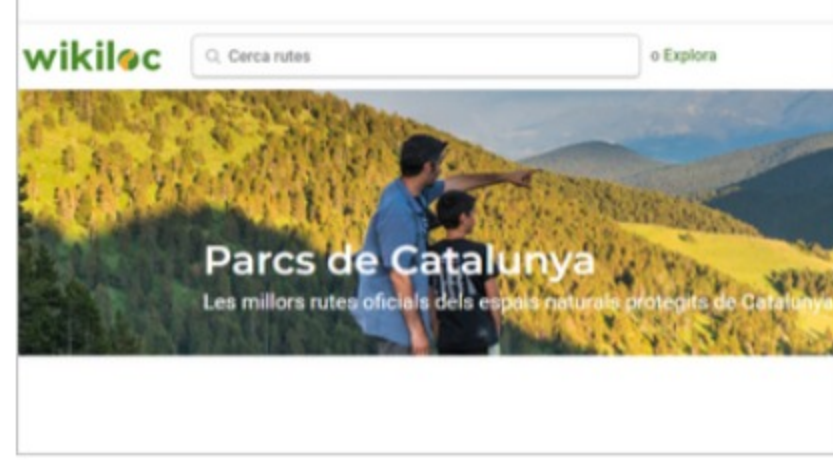 wikiloc
Cerca rutes
o Explora
Parcs de Catalunya
Les millors rutes oficials dels espais naturals protegits de Catalunya